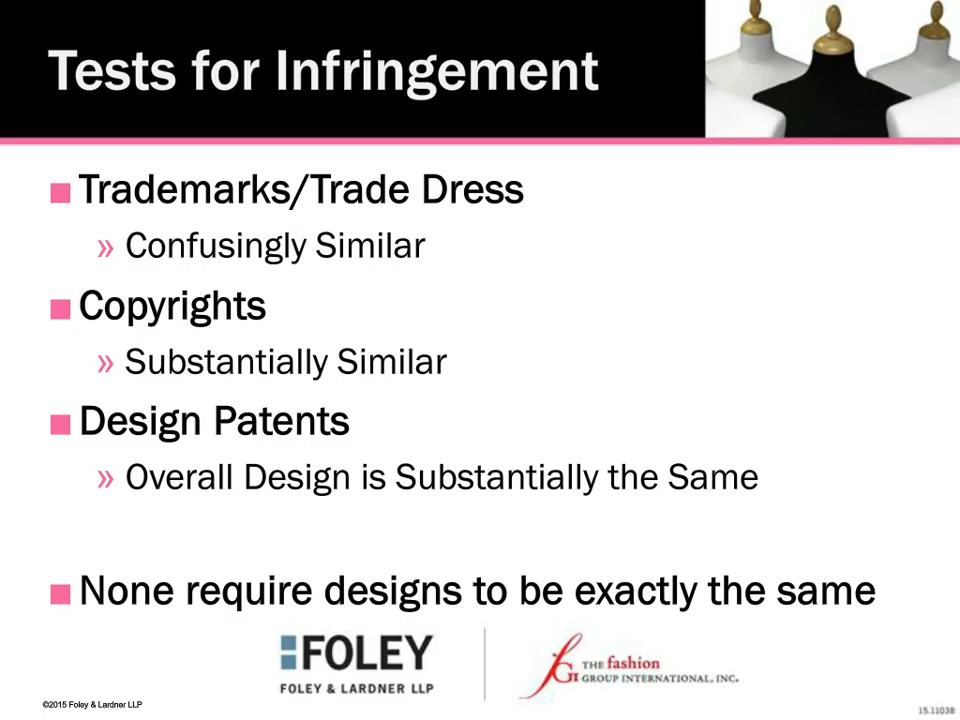 Tests for Infringement
Trademarks/Trade Dress
» Confusingly Similar
Copyrights
» Substantially Similar
Design Patents
» Overall Design is Substantially the Same
None require designs to be exactly the same
FOLEY
FOLEY & LARDNER LLP
fGI THE fashion
GROUP INTERNATIONAL, INC.
©2015 Foley & Lardner LLP
15.11038